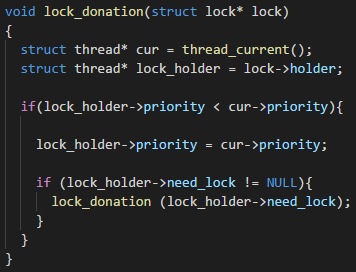 void lock_donation(struct lock* lock)
{
  struct thread* cur = thread_current();
  struct thread* lock_holder = lock->holder;

  if(lock_holder->priority < cur->priority){

    lock_holder->priority = cur->priority;

    if (lock_holder->need_lock != NULL){
      lock_donation (lock_holder->need_lock);
    }
  }
}